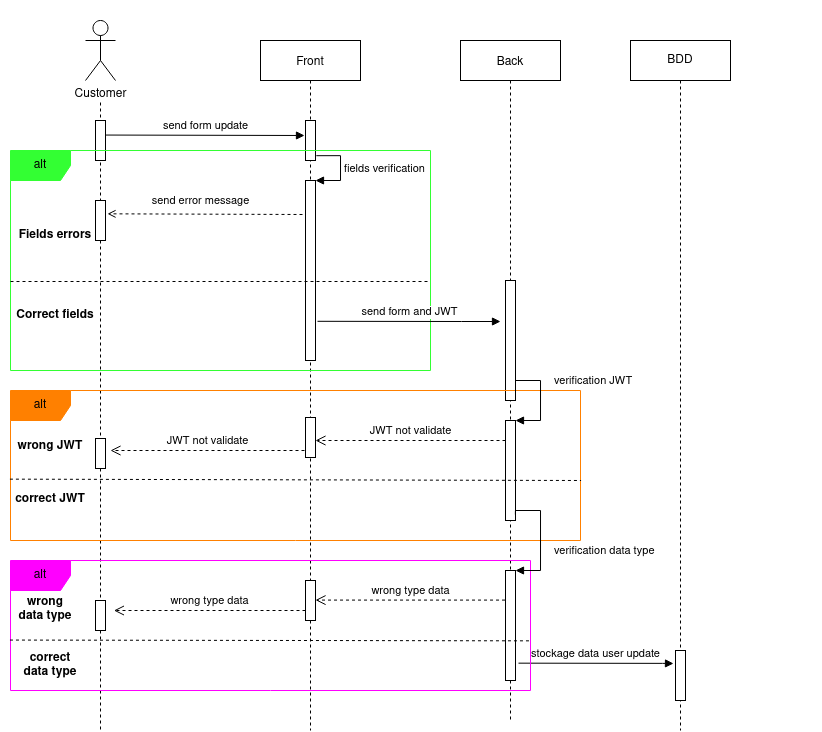 Customer
Front
Back
BDD
send form update
alt
fields verification
send error message
Fields errors
Correct fields
send form and JWT
verification JWT
alt
JWT not validate
JWT not validate
wrong JWT
correct JWT
verification data type
alt
wrong type data
wrong type data
wrong
data type
correct
data type
stockage data user update